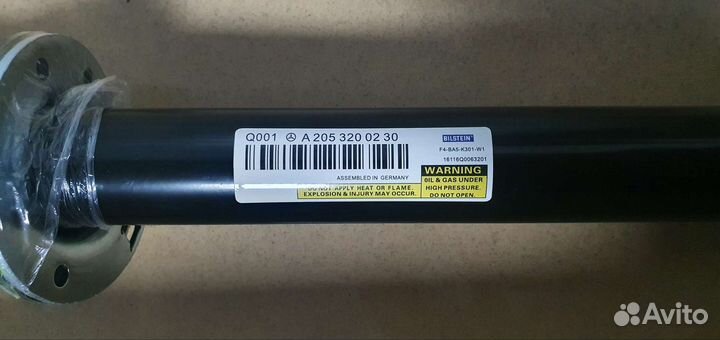 Q001 A 205 320 02 30
ASSEMBLED IN GERMANY
DO NOT APPLY HEAT OR FLAME.
EXPLOSION & INJURY MAY OCCUR.
BILSTEIN
F4-BA5-K301-W1
16116Q0063201
WARNING
OIL & GAS UNDER
HIGH PRESSURE.
DO NOT OPEN.
Avito